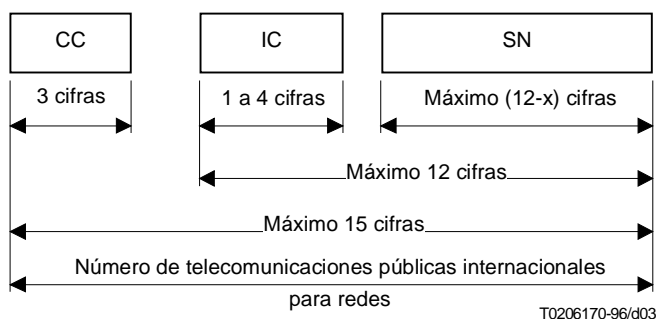 CC IC SN
3 cifras 1 a 4 cifras Máximo (12-x) cifras
Máximo 12 cifras
Máximo 15 cifras
Número de telecomunicaciones públicas internacionales
para redes
T0206170-96/d03